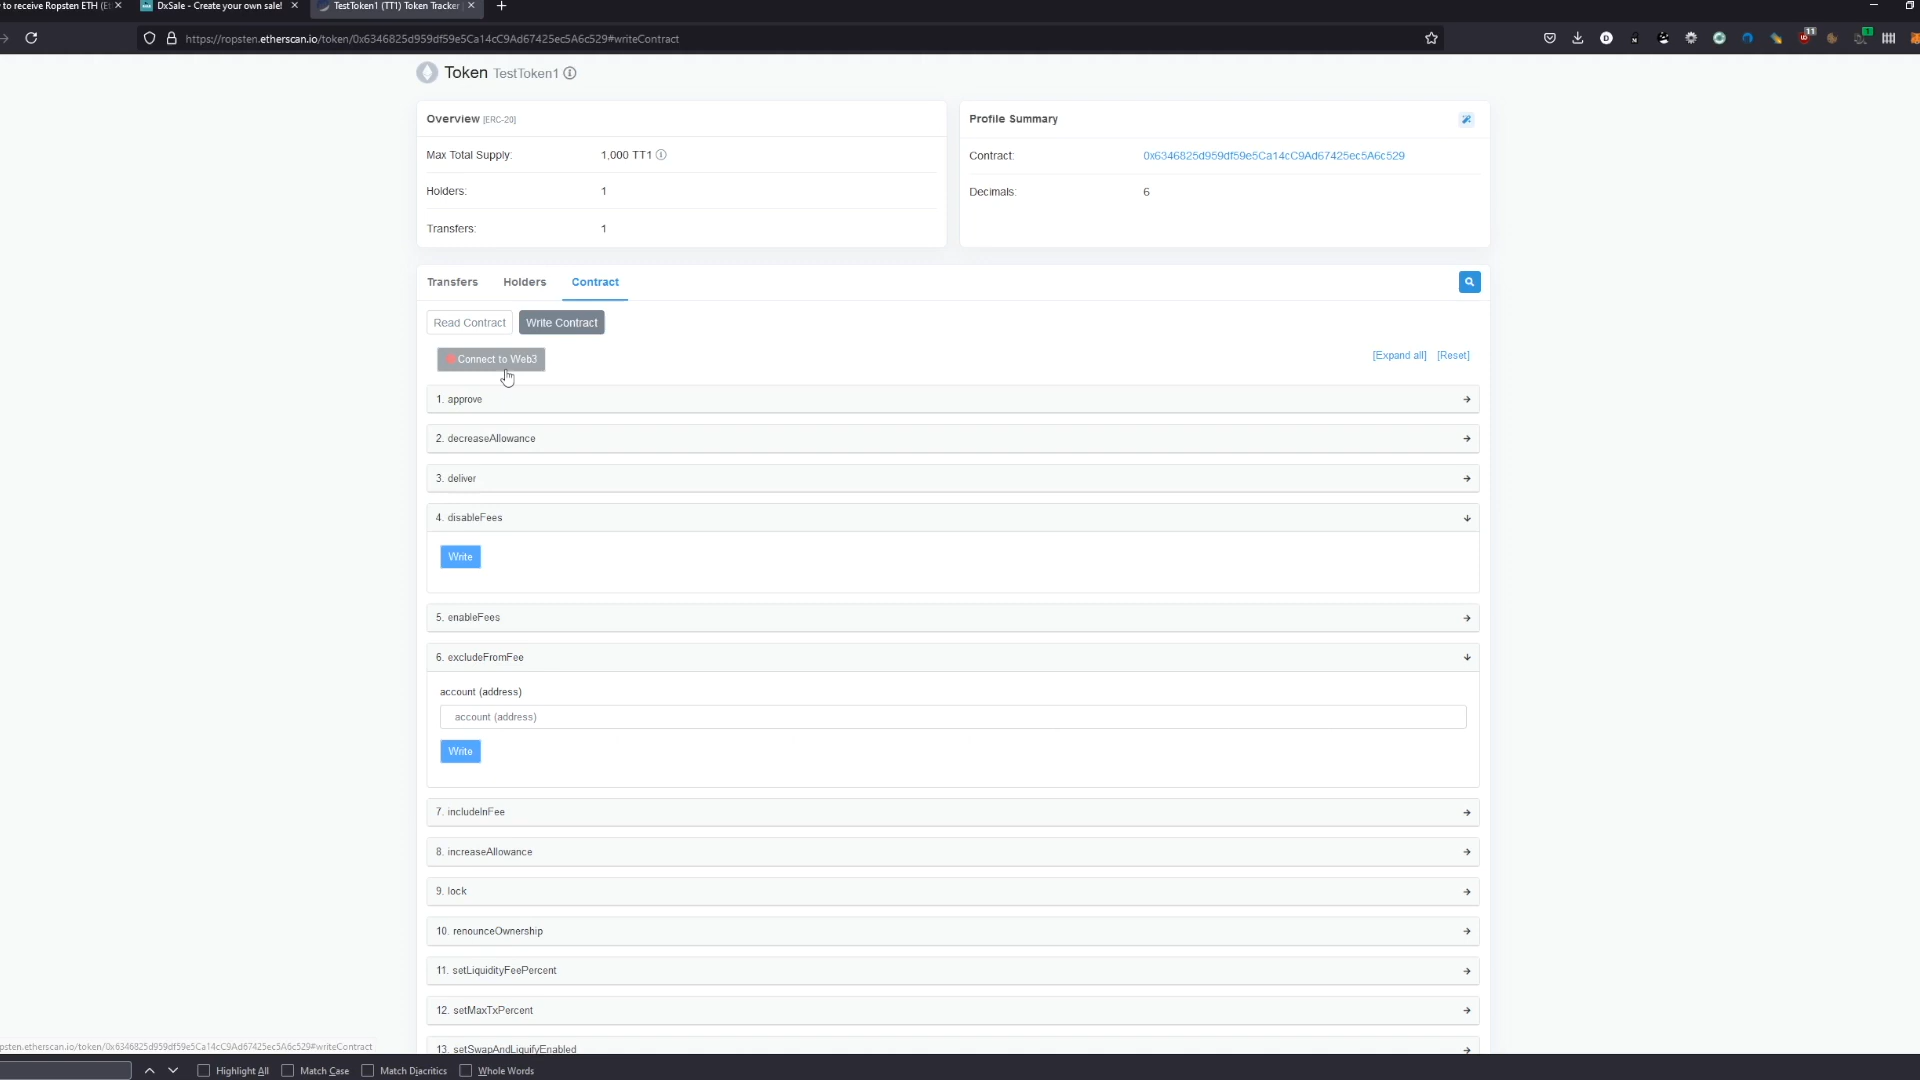 to receive Ropsten ETH (Et
DxSale - Create your own sale!
TestToken1 (TT1) Token Tracker
https://ropsten.etherscan.io/token/0x6346825d959df59e5Ca14cC9Ad67425ec5A6c529#writeContract
11
1
Token TestToken1
Overview [ERC-20]
Max Total Supply: 1,000 TT1
Holders: 1
Transfers: 1
Profile Summary
Contract: 0x6346825d959df59e5Ca14cC9Ad67425ec5A6c529
Decimals: 6
Transfers Holders Contract
Read Contract Write Contract
Connect to Web3
[Expand all] [Reset]
1. approve
2. decreaseAllowance
3. deliver
4. disableFees
Write
5. enableFees
6. excludeFromFee
account (address)
account (address)
Write
7. includeInFee
8. increaseAllowance
9. lock
10. renounceOwnership
11. setLiquidityFeePercent
12. setMaxTxPercent
13. setSwapAndLiquifyEnabled
psten.etherscan.io/token/0x6346825d959df59e5Ca14cC9Ad67425ec5A6c529#writeContract
Highlight All Match Case Match Diacritics Whole Words